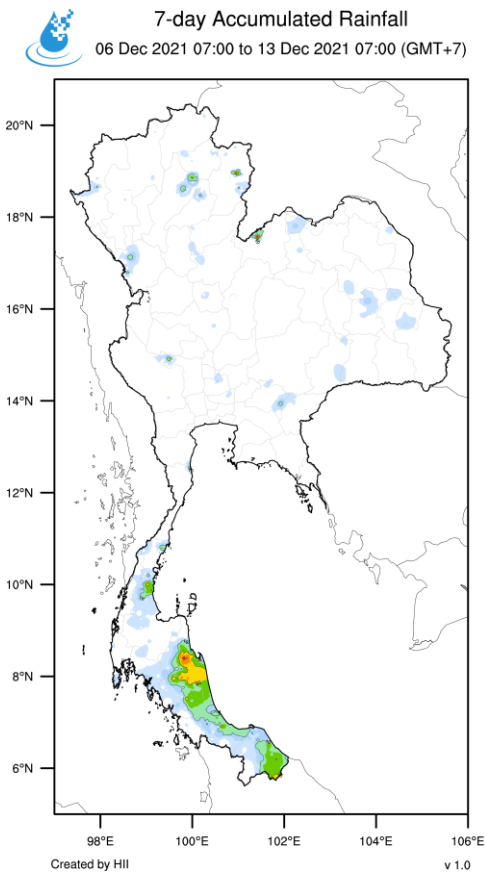 7-day Accumulated Rainfall
06 Dec 2021 07:00 to 13 Dec 2021 07:00 (GMT+7)
20°N
18°N
16°N
14°N
12°N
10°N
8°N
6°N
98°E 100°E 102°E 104°E 106°E
Created by HII v 1.0